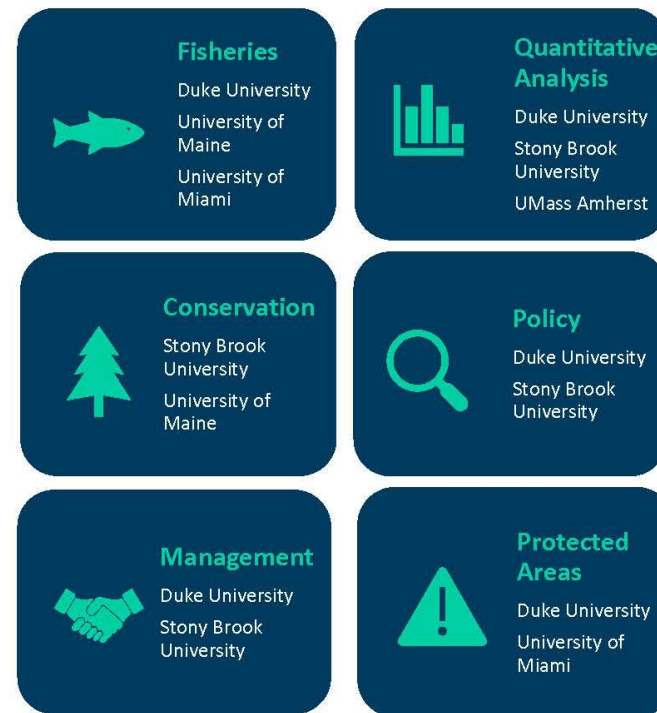 Fisheries
Duke University
University of
Maine
University of
Miami
Quantitative
Analysis
Duke University
Stony Brook
University
UMass Amherst
Conservation
Stony Brook
University
University of
Maine
Policy
Duke University
Stony Brook
University
Management
Duke University
Stony Brook
University
Protected
Areas
Duke University
University of
Miami